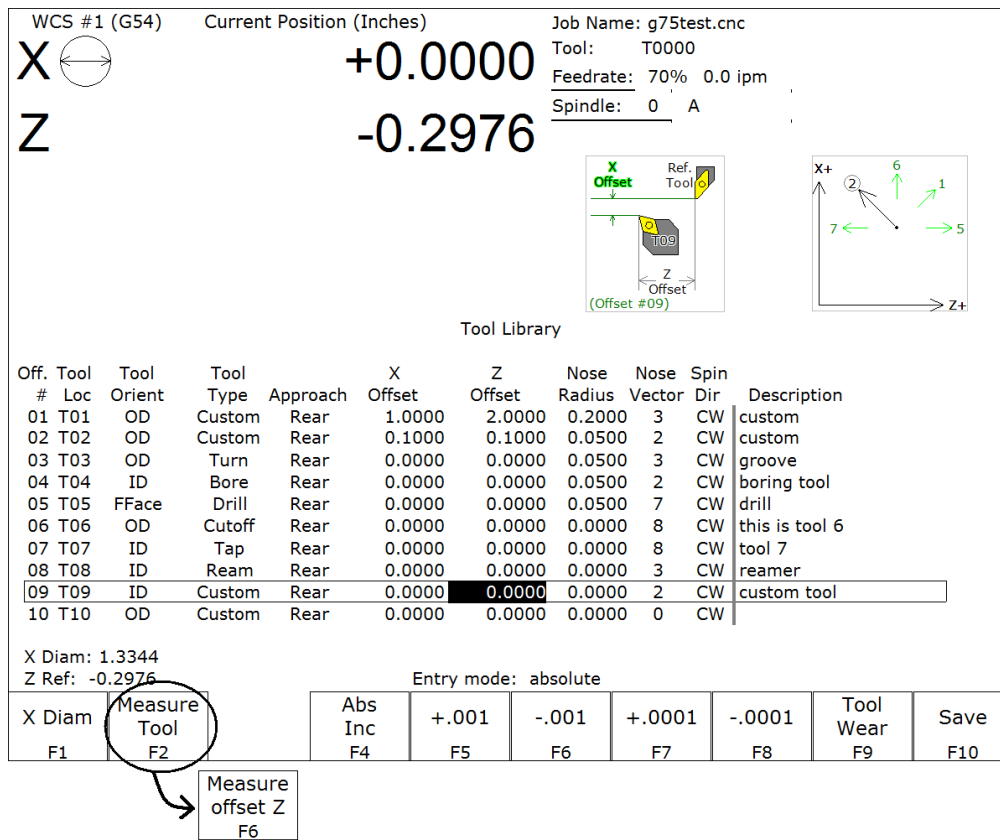 WCS #1 (G54) Current Position (Inches)
X +0.0000
Z -0.2976
Job Name: g75test.cnc
Tool: T0000
Feedrate: 70% 0.0 ipm
Spindle: 0 A
X
Offset
Ref.
Tool
T09
Z
Offset
(Offset #09)
X+
6
2
1
7
5
Z+
Tool Library
Off. Tool Tool Tool X Z Nose Nose Spin
# Loc Orient Type Approach Offset Offset Radius Vector Dir Description
01 T01 OD Custom Rear 1.0000 2.0000 0.2000 3 CW custom
02 T02 OD Custom Rear 0.1000 0.1000 0.0500 2 CW custom
03 T03 OD Turn Rear 0.0000 0.0000 0.0500 3 CW groove
04 T04 ID Bore Rear 0.0000 0.0000 0.0500 2 CW boring tool
05 T05 FFace Drill Rear 0.0000 0.0000 0.0500 7 CW drill
06 T06 OD Cutoff Rear 0.0000 0.0000 0.0000 8 CW this is tool 6
07 T07 ID Tap Rear 0.0000 0.0000 0.0000 8 CW tool 7
08 T08 ID Ream Rear 0.0000 0.0000 0.0000 3 CW reamer
09 T09 ID Custom Rear 0.0000 0.0000 0.0000 2 CW custom tool
10 T10 OD Custom Rear 0.0000 0.0000 0.0000 0 CW
X Diam: 1.3344
Z Ref: -0.2976 Entry mode: absolute
X Diam
F1
Measure
Tool
F2
Abs
Inc
F4
+.001
F5
-.001
F6
+.0001
F7
-.0001
F8
Tool
Wear
F9
Save
F10
Measure
offset Z
F6